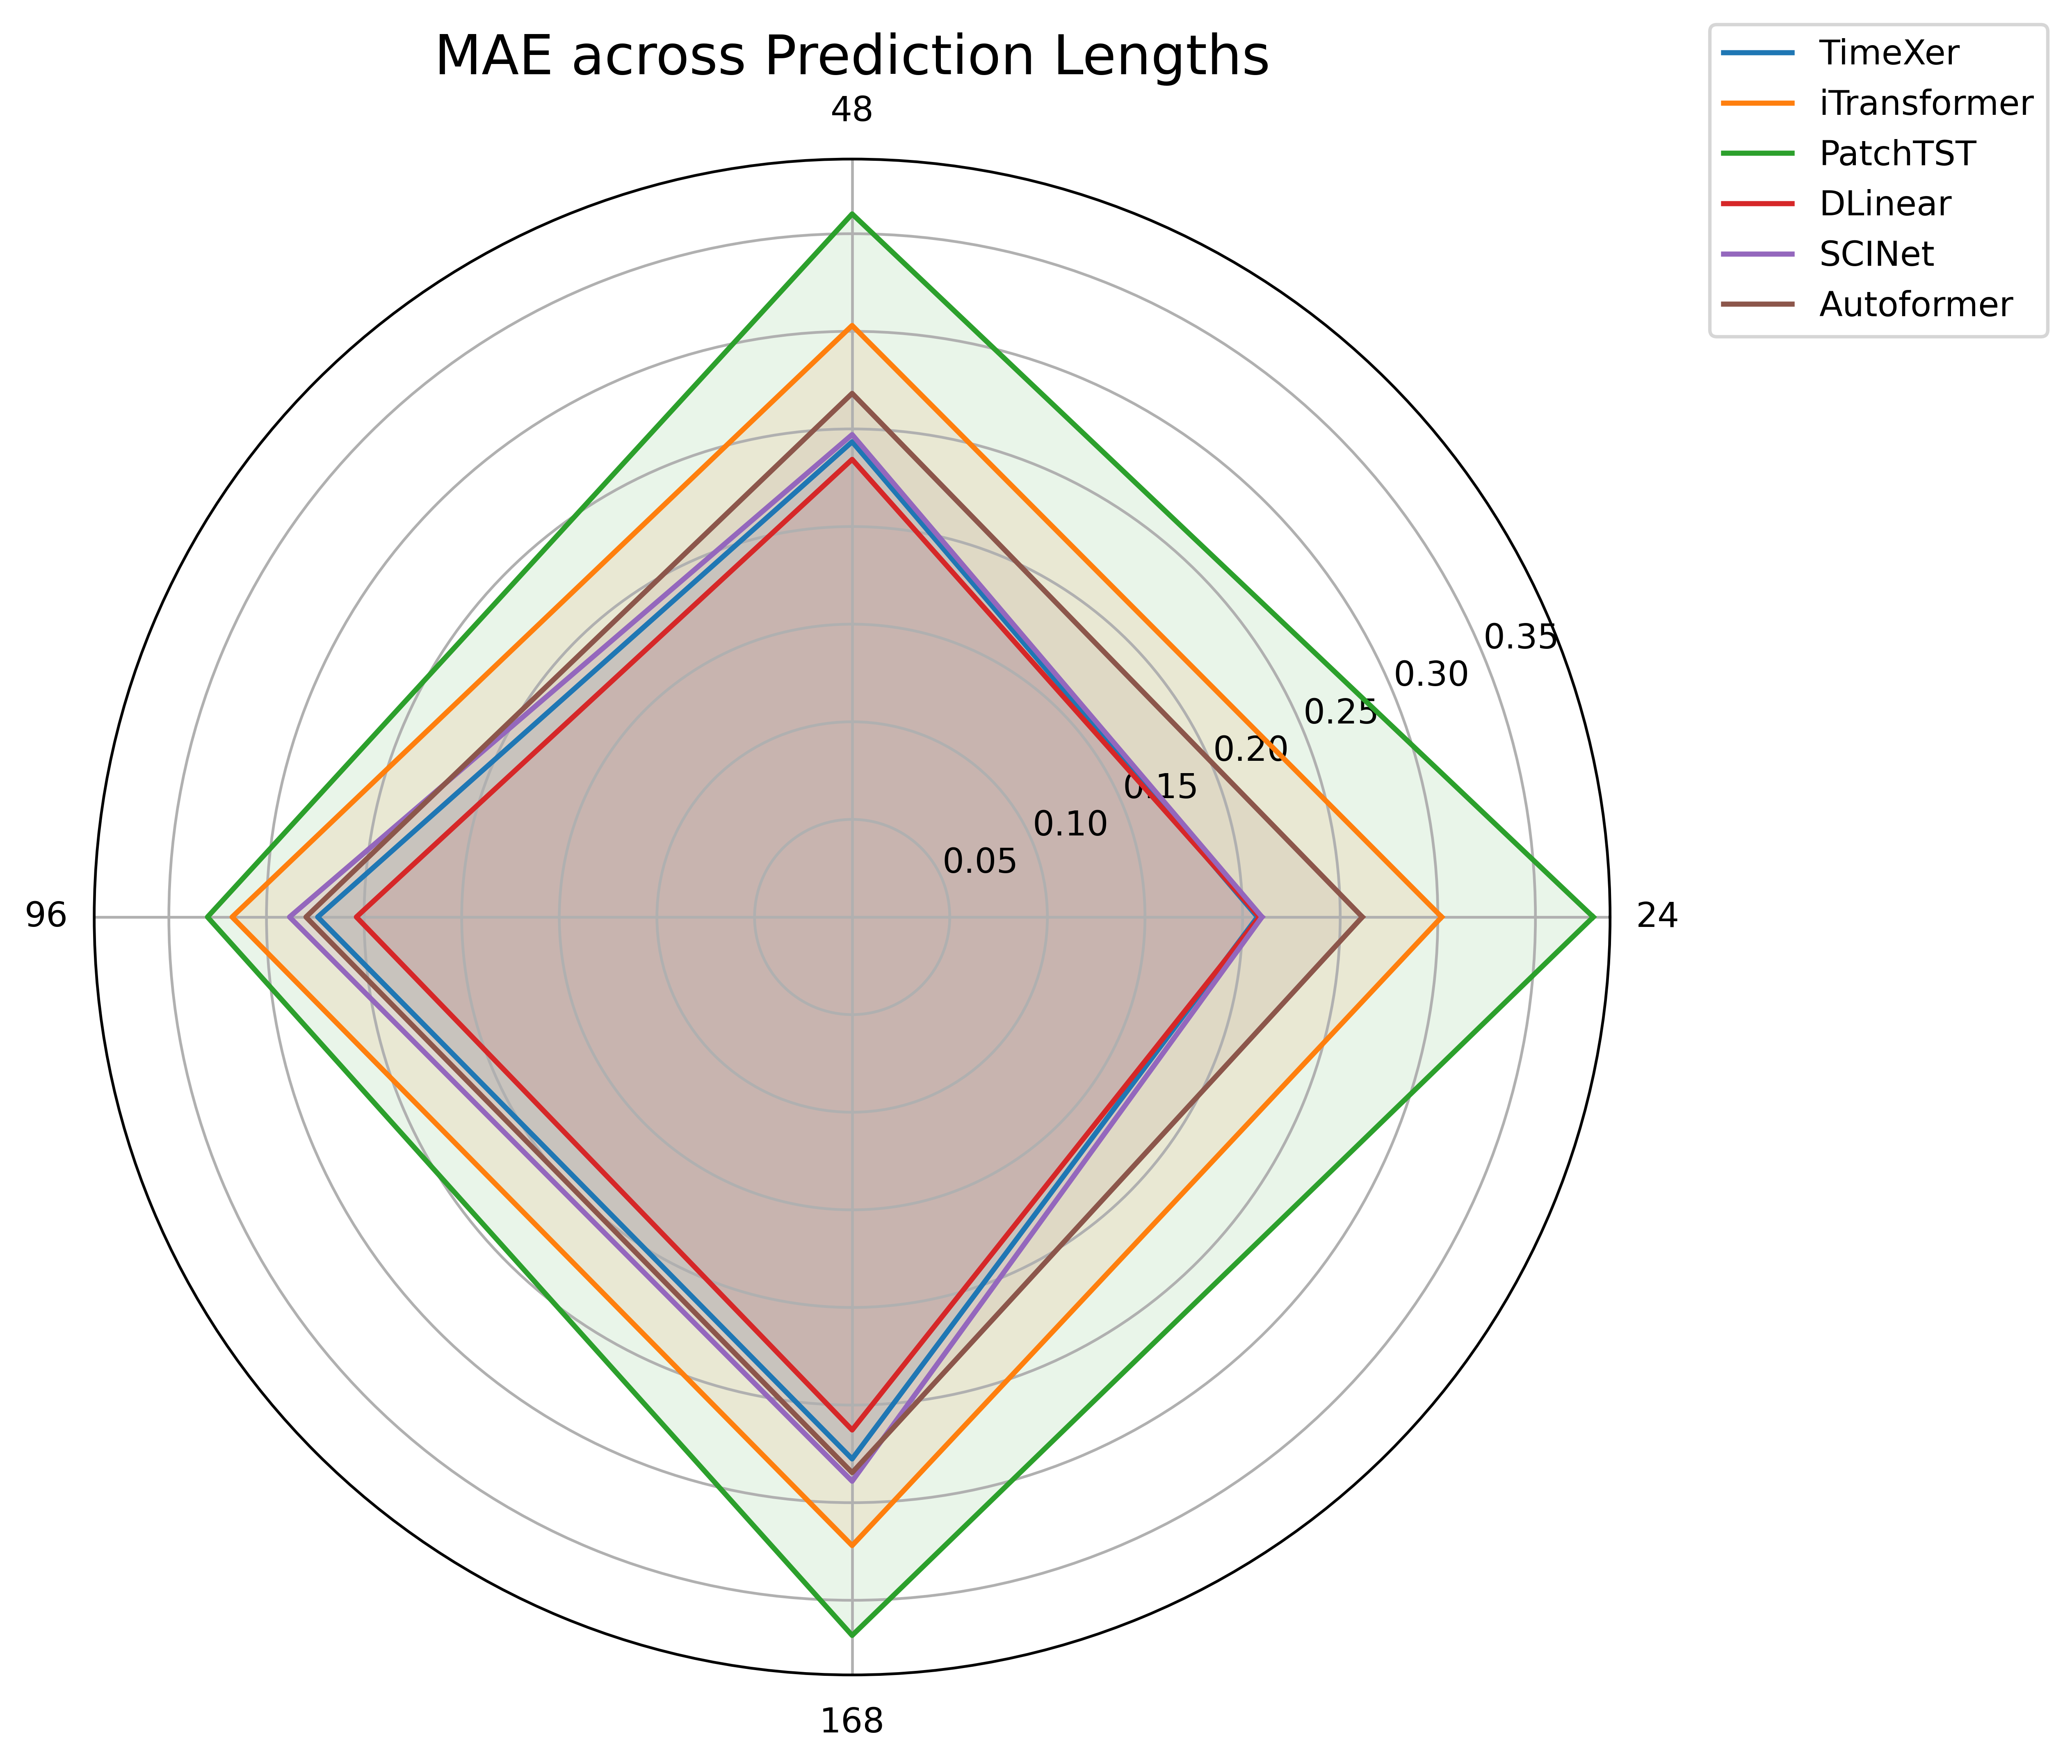 MAE across Prediction Lengths
TimeXer
iTransformer
PatchTST
DLinear
SCINet
Autoformer
48
0.35
0.30
0.25
0.20
0.15
0.10
0.05
96
24
168